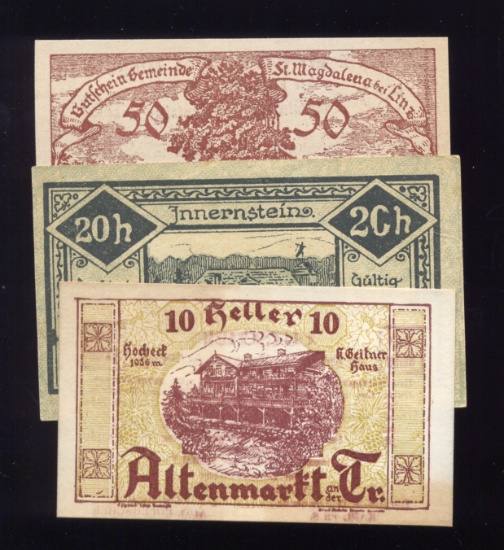 Gutschein Gemeinde St. Magdalena bei Linz
50 50
20h Innernstein. 20h
Gültig
10 Heller 10
Hocheck
1036 m.
K. Geitner
Haus
Altenmarkt an der Tr.